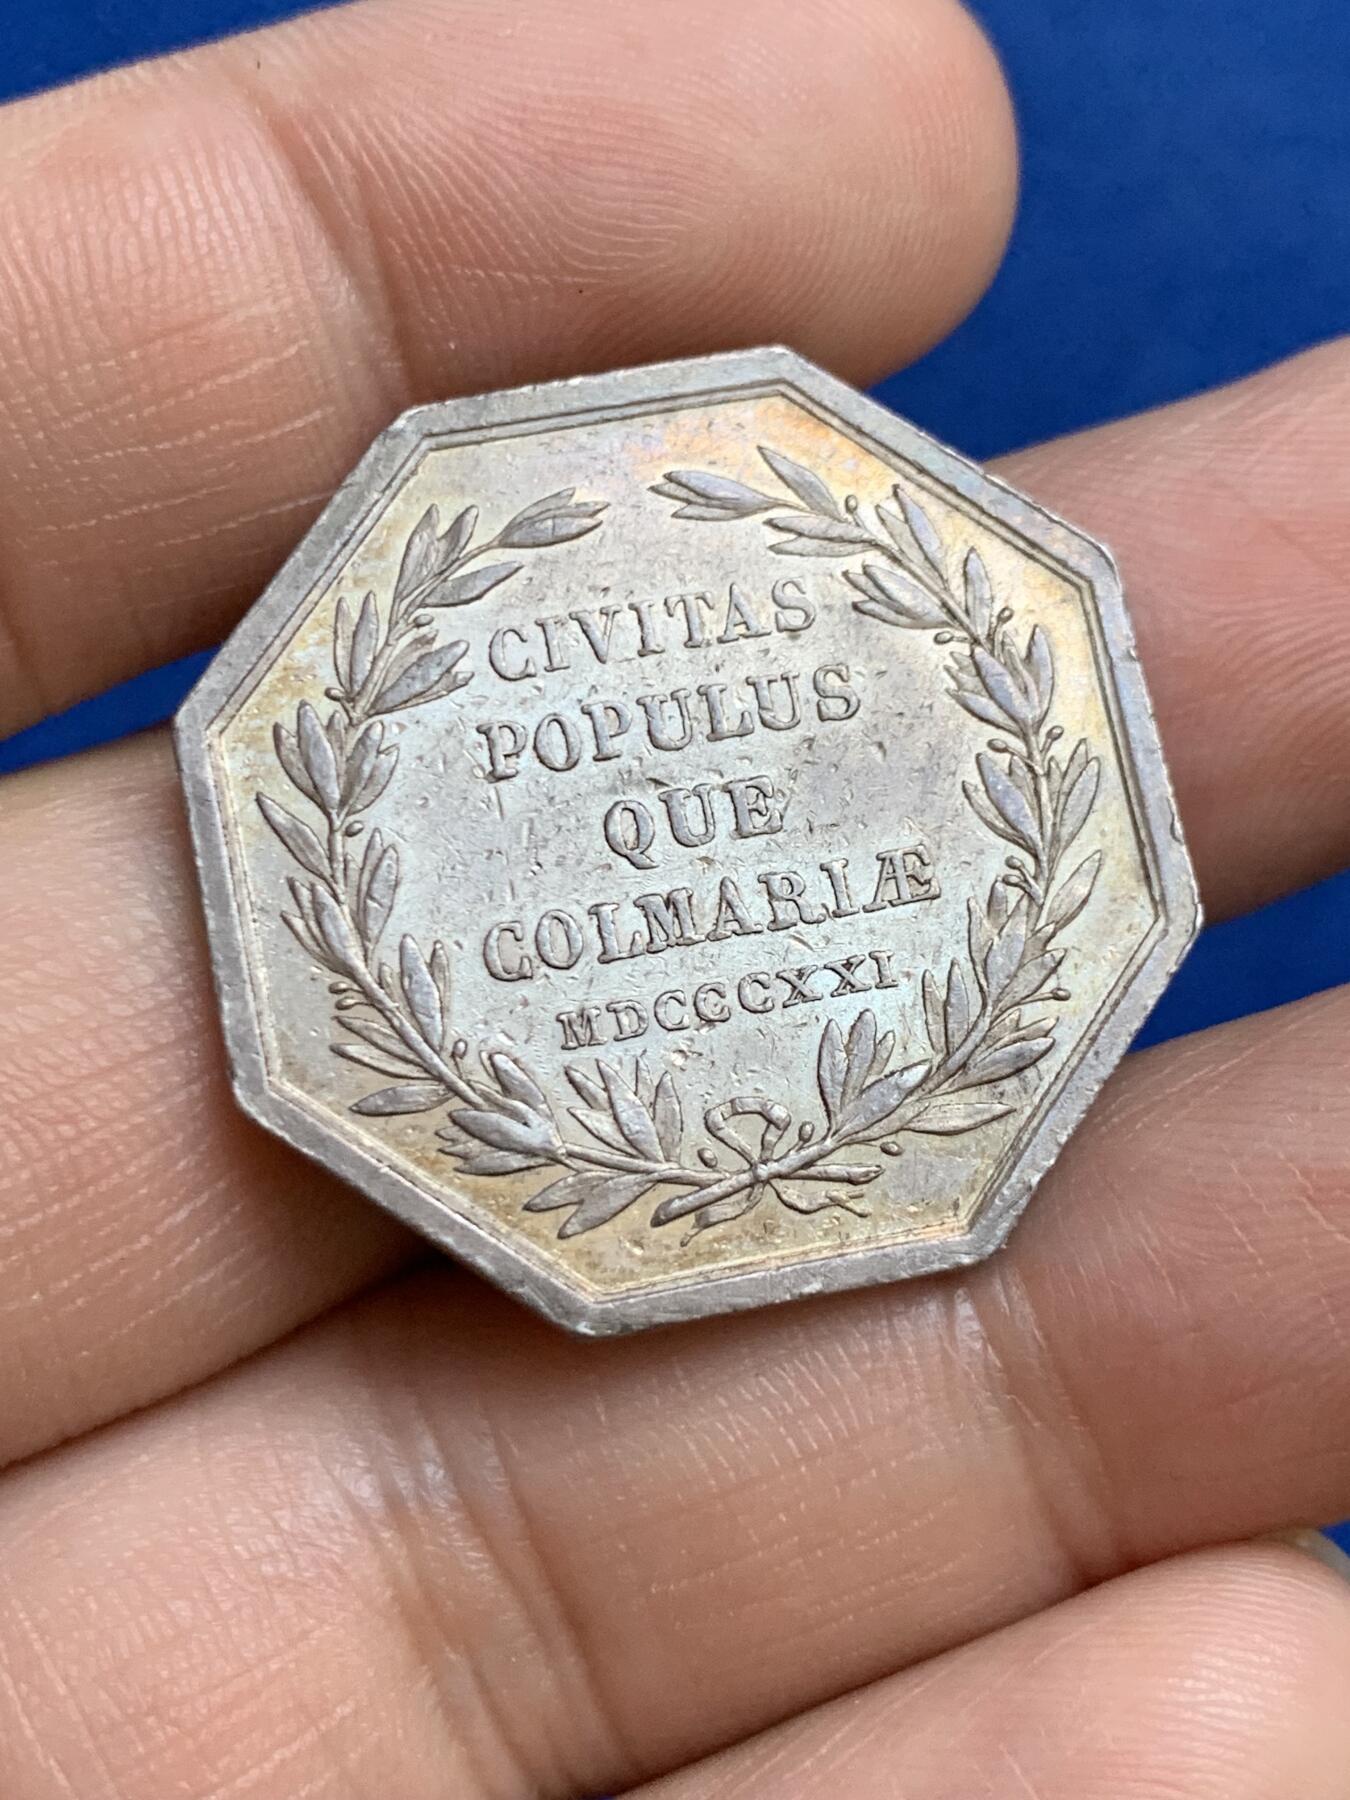 CIVITAS
POPULUS
QUE
COLMARIÆ
MDCCCXXI